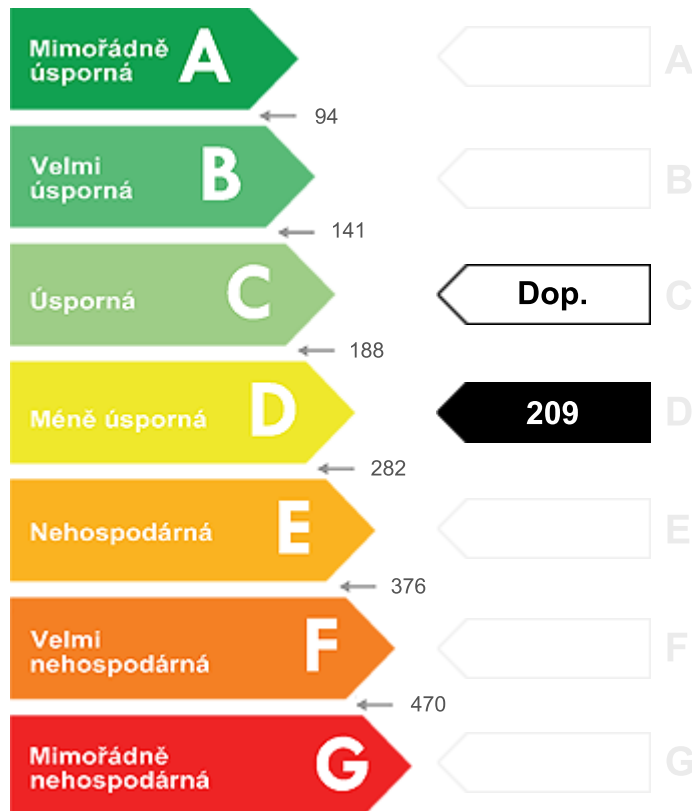 Mimořádně
úsporná A
A
94
Velmi
úsporná B
B
141
Úsporná C
Dop. C
188
Méně úsporná D
209 D
282
Nehospodárná E
E
376
Velmi
nehospodárná F
F
470
Mimořádně
nehospodárná G
G